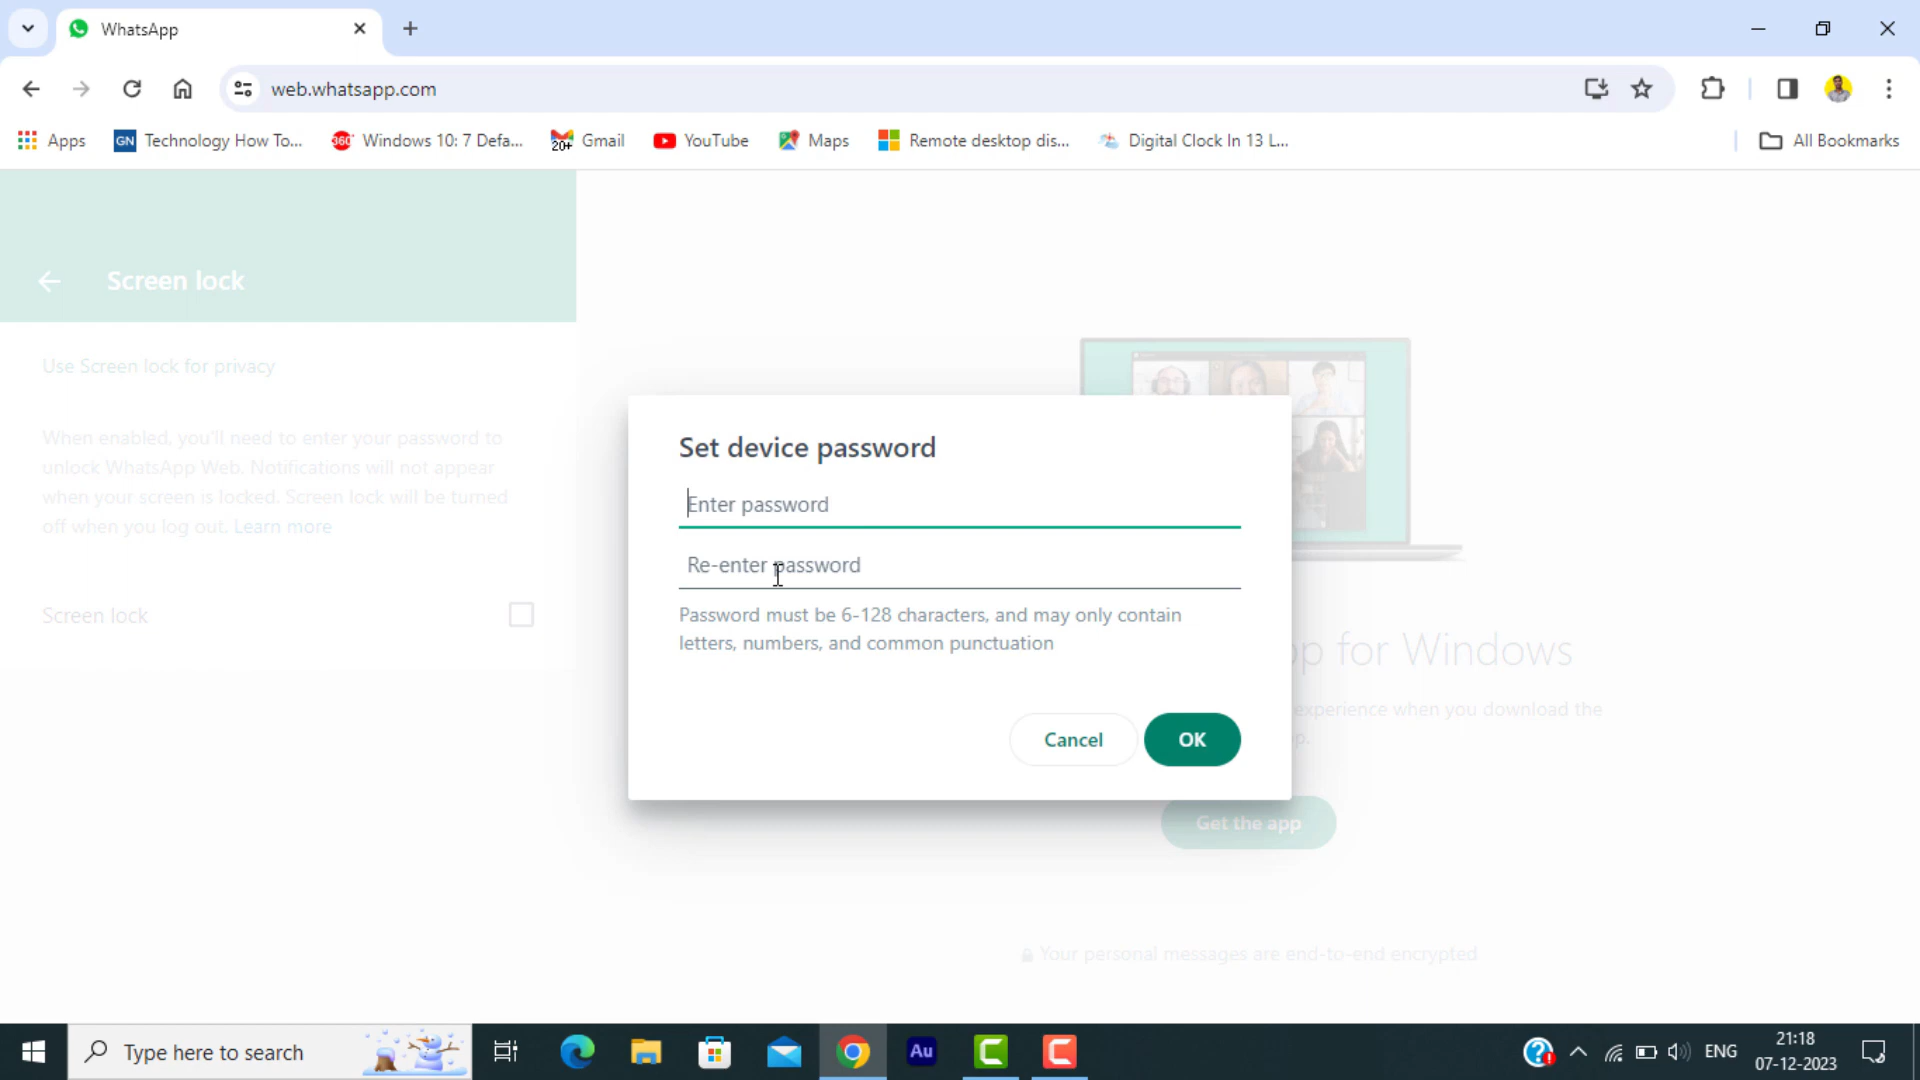 WhatsApp
web.whatsapp.com
Apps
GN Technology How To...
360° Windows 10: 7 Defa...
20+ Gmail
YouTube
Maps
Remote desktop dis...
Digital Clock In 13 L...
All Bookmarks
Screen lock
Use Screen lock for privacy
When enabled, you'll need to enter your password to
unlock WhatsApp Web. Notifications will not appear
when your screen is locked. Screen lock will be turned
off when you log out. Learn more
Screen lock
Set device password
Enter password
Re-enter password
Password must be 6-128 characters, and may only contain
letters, numbers, and common punctuation
Cancel
OK
for Windows
experience when you download the
Get the app
Your personal messages are end-to-end encrypted
Type here to search
Au
ENG
21:18
07-12-2023